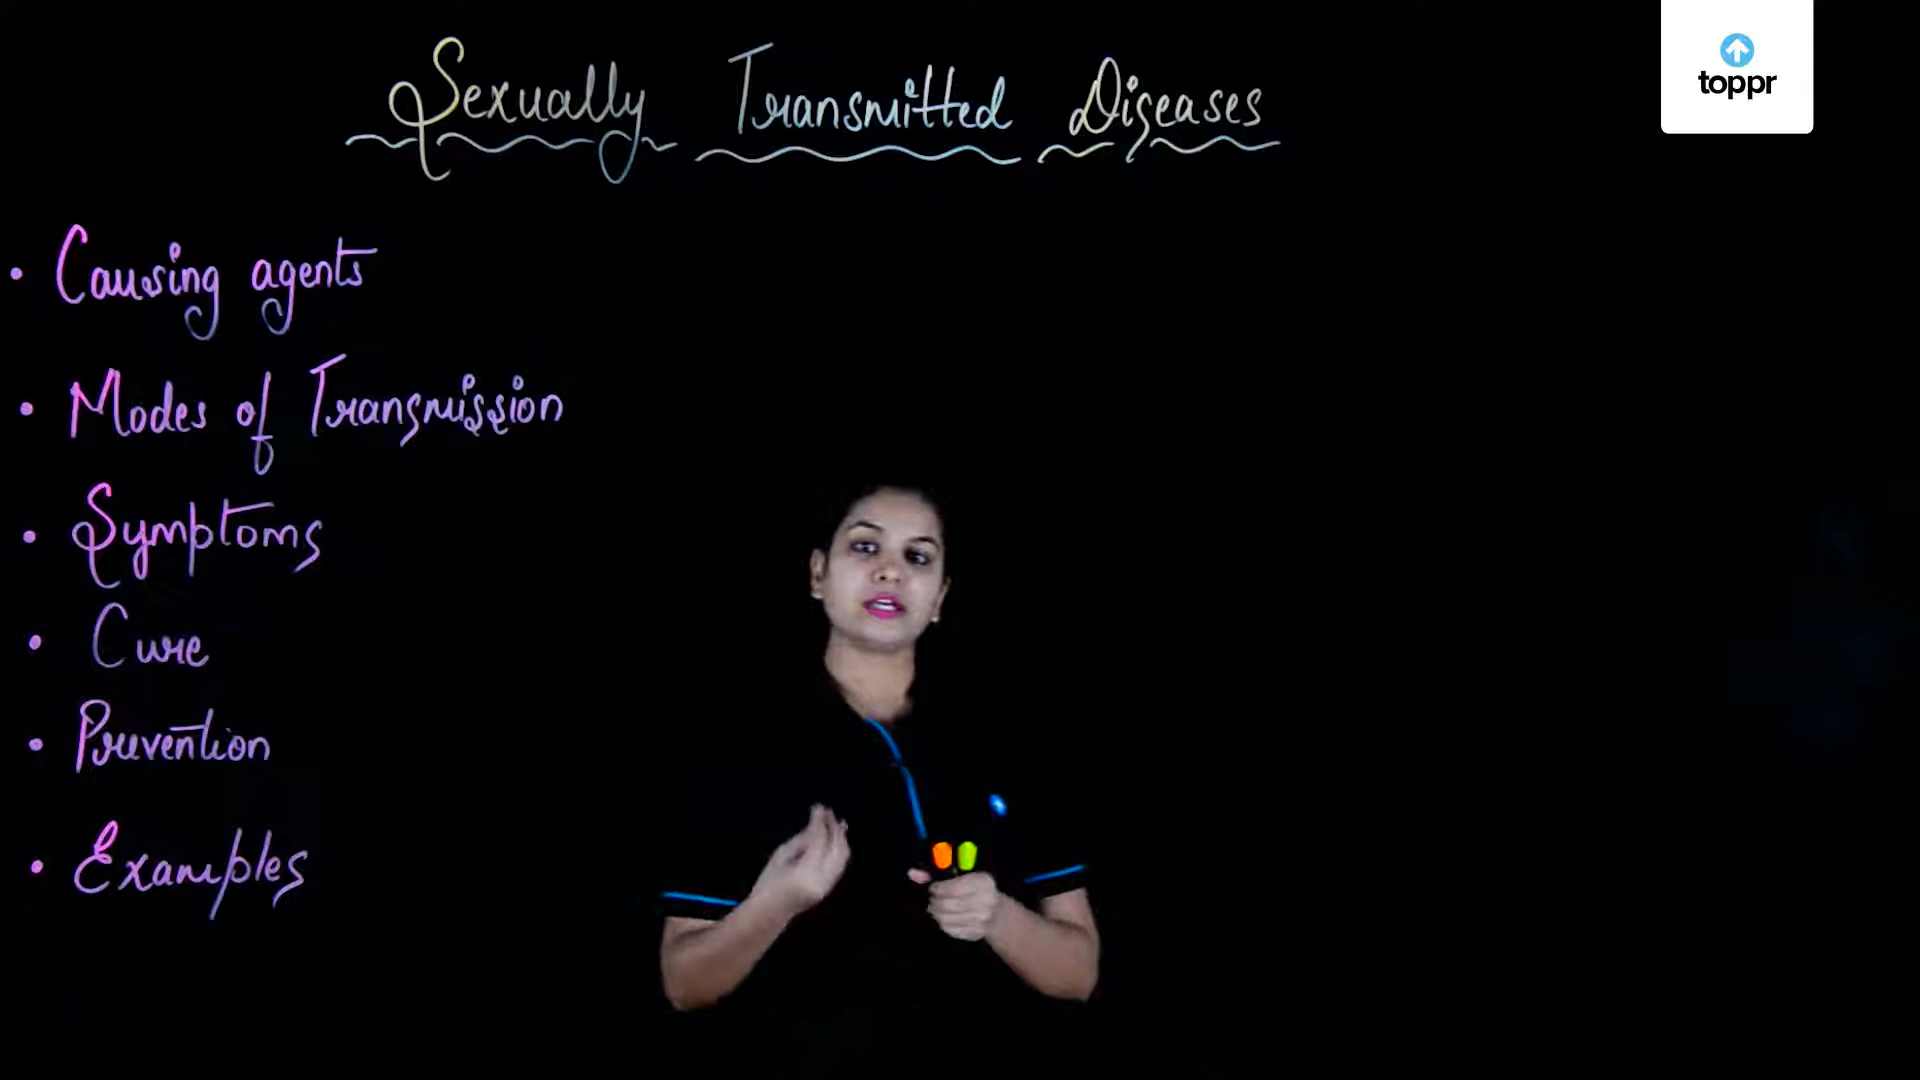 Sexually Transmitted Diseases
toppr
• Causing agents
• Modes of Transmission
• Symptoms
• Cure
• Prevention
• Examples